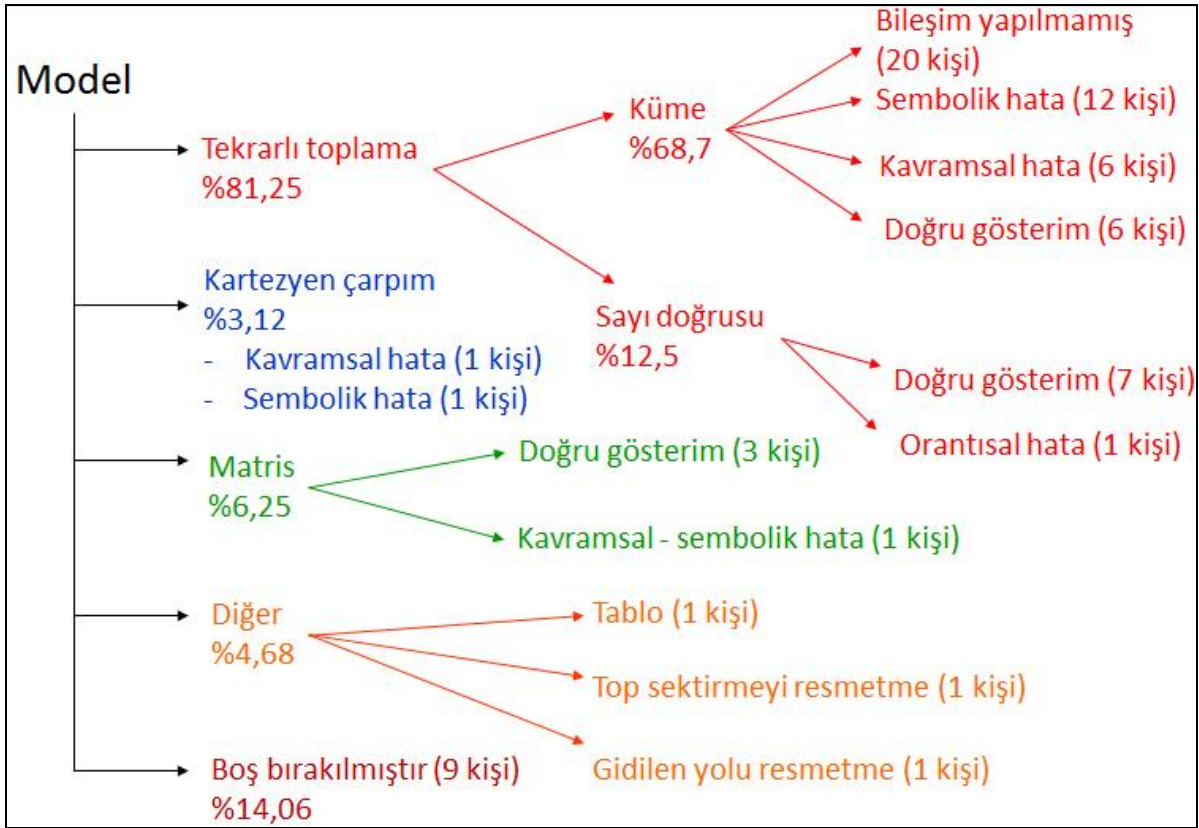 Model
Tekrarlı toplama
%81,25
Küme
%68,7
Bileşim yapılmamış
(20 kişi)
Sembolik hata (12 kişi)
Kavramsal hata (6 kişi)
Doğru gösterim (6 kişi)
Sayı doğrusu
%12,5
Doğru gösterim (7 kişi)
Orantısal hata (1 kişi)
Kartezyen çarpım
%3,12
- Kavramsal hata (1 kişi)
- Sembolik hata (1 kişi)
Matris
%6,25
Doğru gösterim (3 kişi)
Kavramsal - sembolik hata (1 kişi)
Diğer
%4,68
Tablo (1 kişi)
Top sektirmeyi resmetme (1 kişi)
Gidilen yolu resmetme (1 kişi)
Boş bırakılmıştır (9 kişi)
%14,06